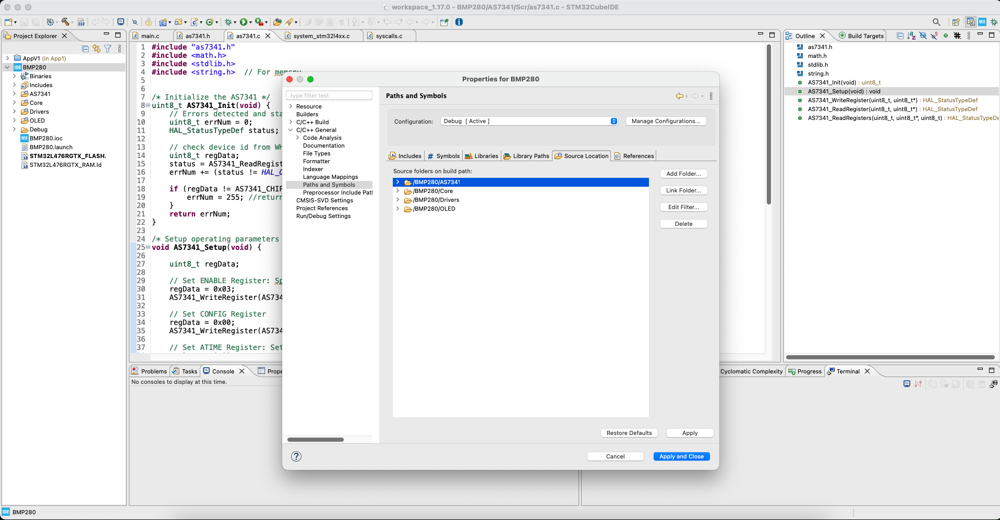 workspace_1.17.0 - BMP280/AS7341/Scr/as7341.c - STM32CubeIDE
Project Explorer
AppV1 (in App1)
BMP280
Binaries
Includes
AS7341
Core
Drivers
OLED
Debug
BMP280.ioc
BMP280.launch
STM32L476RGTX_FLASH.
STM32L476RGTX_RAM.ld
main.c
as7341.h
as7341.c
system_stm32l4xx.c
syscalls.c
1 #include "as7341.h"
2 #include <math.h>
3 #include <stdlib.h>
4 #include <string.h>  // For memcpy
5
6
7 /* Initialize the AS7341 */
8 uint8_t AS7341_Init(void) {
9     // Errors detected and sta
10     uint8_t errNum = 0;
11     HAL_StatusTypeDef status;
12
13     // check device id from WH
14     uint8_t regData;
15     status = AS7341_ReadRegist
16     errNum += (status != HAL_O
17
18     if (regData != AS7341_CHIP
19         errNum = 255; //return
20     }
21     return errNum;
22 }
23
24 /* Setup operating parameters
25 void AS7341_Setup(void) {
26
27     uint8_t regData;
28
29     // Set ENABLE Register: Sp
30     regData = 0x03;
31     AS7341_WriteRegister(AS734
32
33     // Set CONFIG Register
34     regData = 0x00;
35     AS7341_WriteRegister(AS734
36
37     // Set ATIME Register: Set
Properties for BMP280
type filter text
Resource
Builders
C/C++ Build
C/C++ General
Code Analysis
Documentation
File Types
Formatter
Indexer
Language Mappings
Paths and Symbols
Preprocessor Include Patl
CMSIS-SVD Settings
Project References
Run/Debug Settings
Paths and Symbols
Configuration:
Debug [ Active ]
Manage Configurations...
Includes
# Symbols
Libraries
Library Paths
Source Location
References
Source folders on build path:
/BMP280/AS7341
/BMP280/Core
/BMP280/Drivers
/BMP280/OLED
Add Folder...
Link Folder...
Edit Filter...
Delete
Restore Defaults
Apply
Cancel
Apply and Close
Outline
Build Targets
as7341.h
math.h
stdlib.h
string.h
AS7341_Init(void) : uint8_t
AS7341_Setup(void) : void
AS7341_WriteRegister(uint8_t, uint8_t*) : HAL_StatusTypeDef
AS7341_ReadRegister(uint8_t, uint8_t*) : HAL_StatusTypeDef
AS7341_ReadRegisters(uint8_t, uint8_t*, uint8_t) : HAL_StatusTypeDe
Problems
Tasks
Console
Prope
No consoles to display at this time.
Cyclomatic Complexity
Progress
Terminal
IDE BMP280